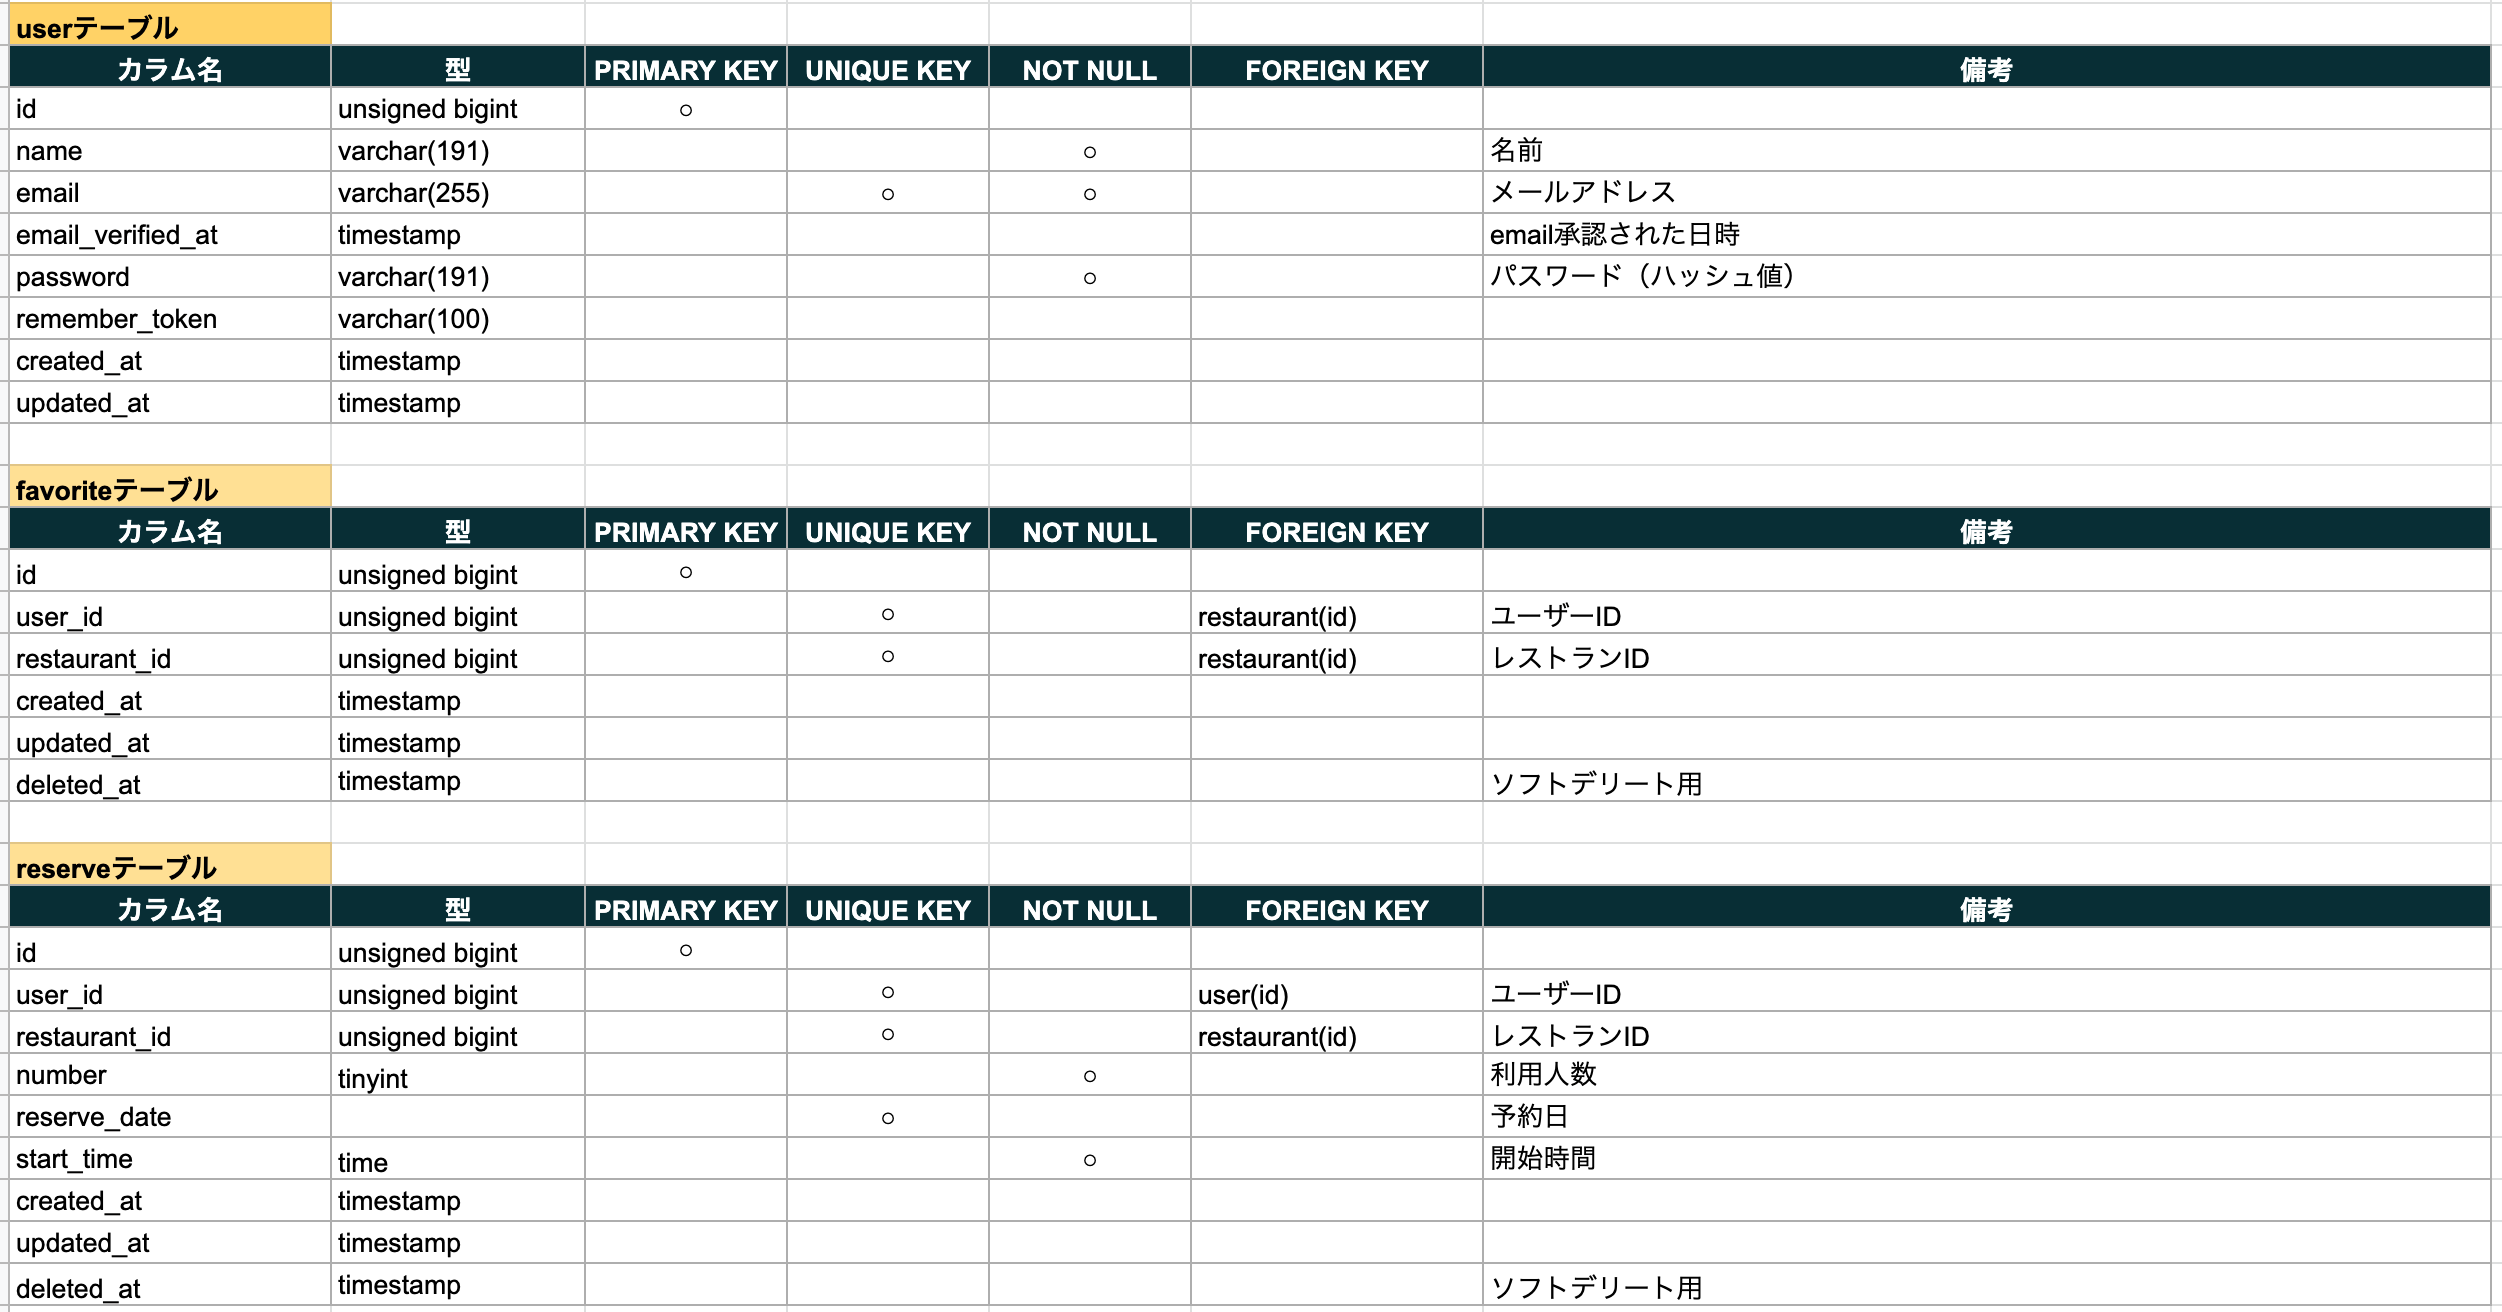 userテーブル
カラム名 型 PRIMARY KEY UNIQUE KEY NOT NULL FOREIGN KEY 備考
id unsigned bigint ○
name varchar(191) ○ 名前
email varchar(255) ○ ○ メールアドレス
email_verified_at timestamp email承認された日時
password varchar(191) ○ パスワード（ハッシュ値）
remember_token varchar(100)
created_at timestamp
updated_at timestamp
favoriteテーブル
カラム名 型 PRIMARY KEY UNIQUE KEY NOT NULL FOREIGN KEY 備考
id unsigned bigint ○
user_id unsigned bigint ○ restaurant(id) ユーザーID
restaurant_id unsigned bigint ○ restaurant(id) レストランID
created_at timestamp
updated_at timestamp
deleted_at timestamp ソフトデリート用
reserveテーブル
カラム名 型 PRIMARY KEY UNIQUE KEY NOT NULL FOREIGN KEY 備考
id unsigned bigint ○
user_id unsigned bigint ○ user(id) ユーザーID
restaurant_id unsigned bigint ○ restaurant(id) レストランID
number tinyint ○ 利用人数
reserve_date ○ 予約日
start_time time ○ 開始時間
created_at timestamp
updated_at timestamp
deleted_at timestamp ソフトデリート用